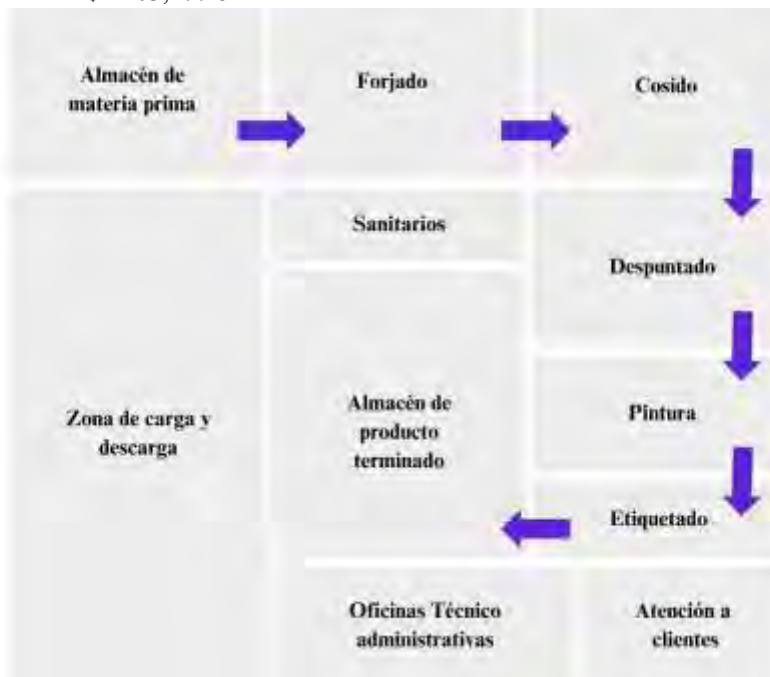 Almacén de
materia prima
Forjado
Cosido
Sanitarios
Despuntado
Zona de carga y
descarga
Almacén de
producto
terminado
Pintura
Etiquetado
Oficinas Técnico
administrativas
Atención a
clientes